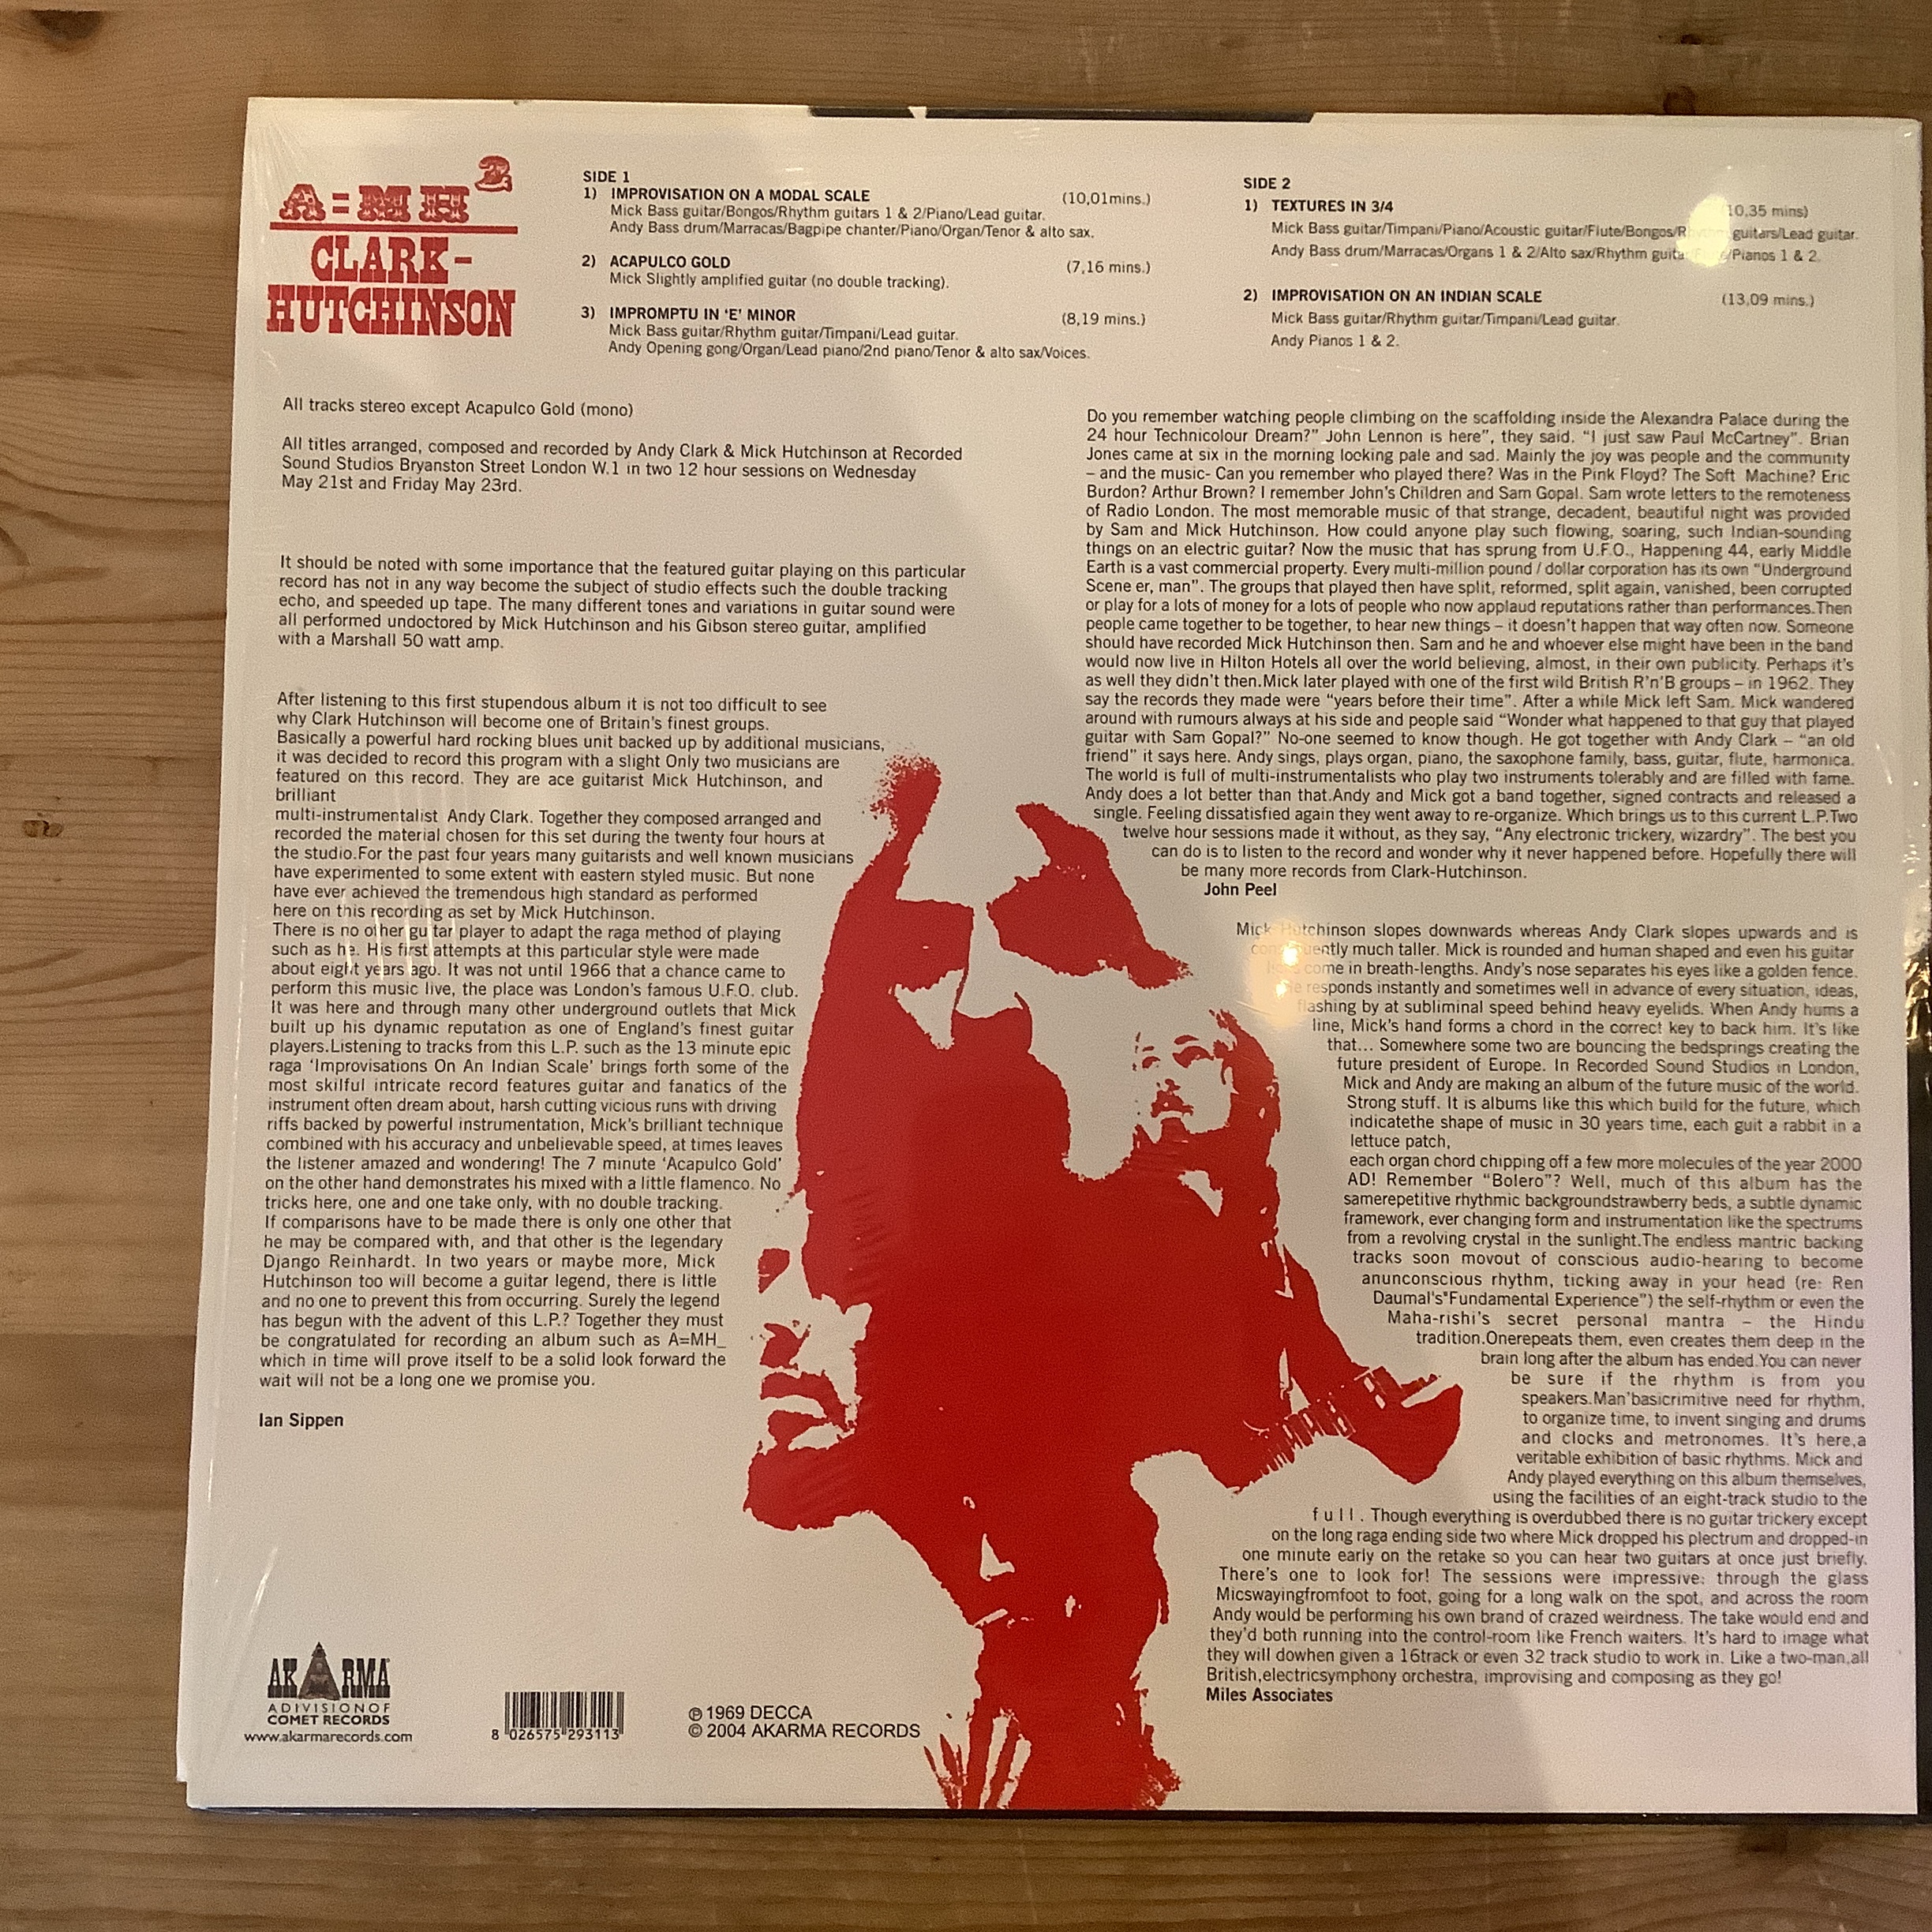 A=MH2
CLARK-
HUTCHINSON
SIDE 1
1) IMPROVISATION ON A MODAL SCALE (10,01mins.)
Mick Bass guitar/Bongos/Rhythm guitars 1 & 2/Piano/Lead guitar.
Andy Bass drum/Marracas/Bagpipe chanter/Piano/Organ/Tenor & alto sax.
2) ACAPULCO GOLD (7,16 mins.)
Mick Slightly amplified guitar (no double tracking).
3) IMPROMPTU IN ‘E’ MINOR (8,19 mins.)
Mick Bass guitar/Rhythm guitar/Timpani/Lead guitar.
Andy Opening gong/Organ/Lead piano/2nd piano/Tenor & alto sax/Voices.
SIDE 2
1) TEXTURES IN 3/4 10,35 mins)
Mick Bass guitar/Timpani/Piano/Acoustic guitar/Flute/Bongos/Rhythm guitars/Lead guitar.
Andy Bass drum/Marracas/Organs 1 & 2/Alto sax/Rhythm /Pianos 1 & 2.
2) IMPROVISATION ON AN INDIAN SCALE (13,09 mins.)
Mick Bass guitar/Rhythm guitar/Timpani/Lead guitar.
Andy Pianos 1 & 2.
All tracks stereo except Acapulco Gold (mono)
All titles arranged, composed and recorded by Andy Clark & Mick Hutchinson at Recorded
Sound Studios Bryanston Street London W.1 in two 12 hour sessions on Wednesday
May 21st and Friday May 23rd.
It should be noted with some importance that the featured guitar playing on this particular
record has not in any way become the subject of studio effects such the double tracking
echo, and speeded up tape. The many different tones and variations in guitar sound were
all performed undoctored by Mick Hutchinson and his Gibson stereo guitar, amplified
with a Marshall 50 watt amp.
After listening to this first stupendous album it is not too difficult to see
why Clark Hutchinson will become one of Britain's finest groups.
Basically a powerful hard rocking blues unit backed up by additional musicians,
it was decided to record this program with a slight Only two musicians are
featured on this record. They are ace guitarist Mick Hutchinson, and
brilliant
multi-instrumentalist Andy Clark. Together they composed arranged and
recorded the material chosen for this set during the twenty four hours at
the studio.For the past four years many guitarists and well known musicians
have experimented to some extent with eastern styled music. But none
have ever achieved the tremendous high standard as performed
here on this recording as set by Mick Hutchinson.
There is no other guitar player to adapt the raga method of playing
such as he. His first attempts at this particular style were made
about eight years ago. It was not until 1966 that a chance came to
perform this music live, the place was London's famous U.F.O. club.
It was here and through many other underground outlets that Mick
built up his dynamic reputation as one of England's finest guitar
players.Listening to tracks from this L.P. such as the 13 minute epic
raga ‘Improvisations On An Indian Scale’ brings forth some of the
most skilful intricate record features guitar and fanatics of the
instrument often dream about, harsh cutting vicious runs with driving
riffs backed by powerful instrumentation, Mick's brilliant technique
combined with his accuracy and unbelievable speed, at times leaves
the listener amazed and wondering! The 7 minute ‘Acapulco Gold’
on the other hand demonstrates his mixed with a little flamenco. No
tricks here, one and one take only, with no double tracking.
If comparisons have to be made there is only one other that
he may be compared with, and that other is the legendary
Django Reinhardt. In two years or maybe more, Mick
Hutchinson too will become a guitar legend, there is little
and no one to prevent this from occurring. Surely the legend
has begun with the advent of this L.P.? Together they must
be congratulated for recording an album such as A=MH_
which in time will prove itself to be a solid look forward the
wait will not be a long one we promise you.
Ian Sippen
Do you remember watching people climbing on the scaffolding inside the Alexandra Palace during the
24 hour Technicolour Dream?” John Lennon is here”, they said. “I just saw Paul McCartney”. Brian
Jones came at six in the morning looking pale and sad. Mainly the joy was people and the community
– and the music- Can you remember who played there? Was in the Pink Floyd? The Soft Machine? Eric
Burdon? Arthur Brown? I remember John's Children and Sam Gopal. Sam wrote letters to the remoteness
of Radio London. The most memorable music of that strange, decadent, beautiful night was provided
by Sam and Mick Hutchinson. How could anyone play such flowing, soaring, such Indian-sounding
things on an electric guitar? Now the music that has sprung from U.F.O., Happening 44, early Middle
Earth is a vast commercial property. Every multi-million pound / dollar corporation has its own “Underground
Scene er, man”. The groups that played then have split, reformed, split again, vanished, been corrupted
or play for a lots of money for a lots of people who now applaud reputations rather than performances.Then
people came together to be together, to hear new things – it doesn't happen that way often now. Someone
should have recorded Mick Hutchinson then. Sam and he and whoever else might have been in the band
would now live in Hilton Hotels all over the world believing, almost, in their own publicity. Perhaps it's
as well they didn't then.Mick later played with one of the first wild British R'n'B groups – in 1962. They
say the records they made were “years before their time”. After a while Mick left Sam. Mick wandered
around with rumours always at his side and people said “Wonder what happened to that guy that played
guitar with Sam Gopal?” No-one seemed to know though. He got together with Andy Clark – “an old
friend” it says here. Andy sings, plays organ, piano, the saxophone family, bass, guitar, flute, harmonica.
The world is full of multi-instrumentalists who play two instruments tolerably and are filled with fame.
Andy does a lot better than that.Andy and Mick got a band together, signed contracts and released a
single. Feeling dissatisfied again they went away to re-organize. Which brings us to this current L.P.Two
twelve hour sessions made it without, as they say, “Any electronic trickery, wizardry”. The best you
can do is to listen to the record and wonder why it never happened before. Hopefully there will
be many more records from Clark-Hutchinson.
John Peel
Mick Hutchinson slopes downwards whereas Andy Clark slopes upwards and is
consequently much taller. Mick is rounded and human shaped and even his guitar
come in breath-lengths. Andy's nose separates his eyes like a golden fence.
He responds instantly and sometimes well in advance of every situation, ideas,
flashing by at subliminal speed behind heavy eyelids. When Andy hums a
line, Mick's hand forms a chord in the correct key to back him. It's like
that... Somewhere some two are bouncing the bedsprings creating the
future president of Europe. In Recorded Sound Studios in London,
Mick and Andy are making an album of the future music of the world.
Strong stuff. It is albums like this which build for the future, which
indicatethe shape of music in 30 years time, each guit a rabbit in a
lettuce patch,
each organ chord chipping off a few more molecules of the year 2000
AD! Remember “Bolero”? Well, much of this album has the
samerepetitive rhythmic backgroundstrawberry beds, a subtle dynamic
framework, ever changing form and instrumentation like the spectrums
from a revolving crystal in the sunlight.The endless mantric backing
tracks soon movout of conscious audio-hearing to become
anunconscious rhythm, ticking away in your head (re: Ren
Daumal's"Fundamental Experience”) the self-rhythm or even the
Maha-rishi's secret personal mantra – the Hindu
tradition.Onerepeats them, even creates them deep in the
brain long after the album has ended.You can never
be sure if the rhythm is from you
speakers.Man'basicrimitive need for rhythm,
to organize time, to invent singing and drums
and clocks and metronomes. It's here,a
veritable exhibition of basic rhythms. Mick and
Andy played everything on this album themselves,
using the facilities of an eight-track studio to the
full. Though everything is overdubbed there is no guitar trickery except
on the long raga ending side two where Mick dropped his plectrum and dropped-in
one minute early on the retake so you can hear two guitars at once just briefly.
There's one to look for! The sessions were impressive: through the glass
Micswayingfromfoot to foot, going for a long walk on the spot, and across the room
Andy would be performing his own brand of crazed weirdness. The take would end and
they'd both running into the control-room like French waiters. It's hard to image what
they will dowhen given a 16track or even 32 track studio to work in. Like a two-man,all
British,electricsymphony orchestra, improvising and composing as they go!
Miles Associates
AKARMA
A DIVISION OF
COMET RECORDS
www.akarmarecords.com
8 026575 293113
℗ 1969 DECCA
© 2004 AKARMA RECORDS